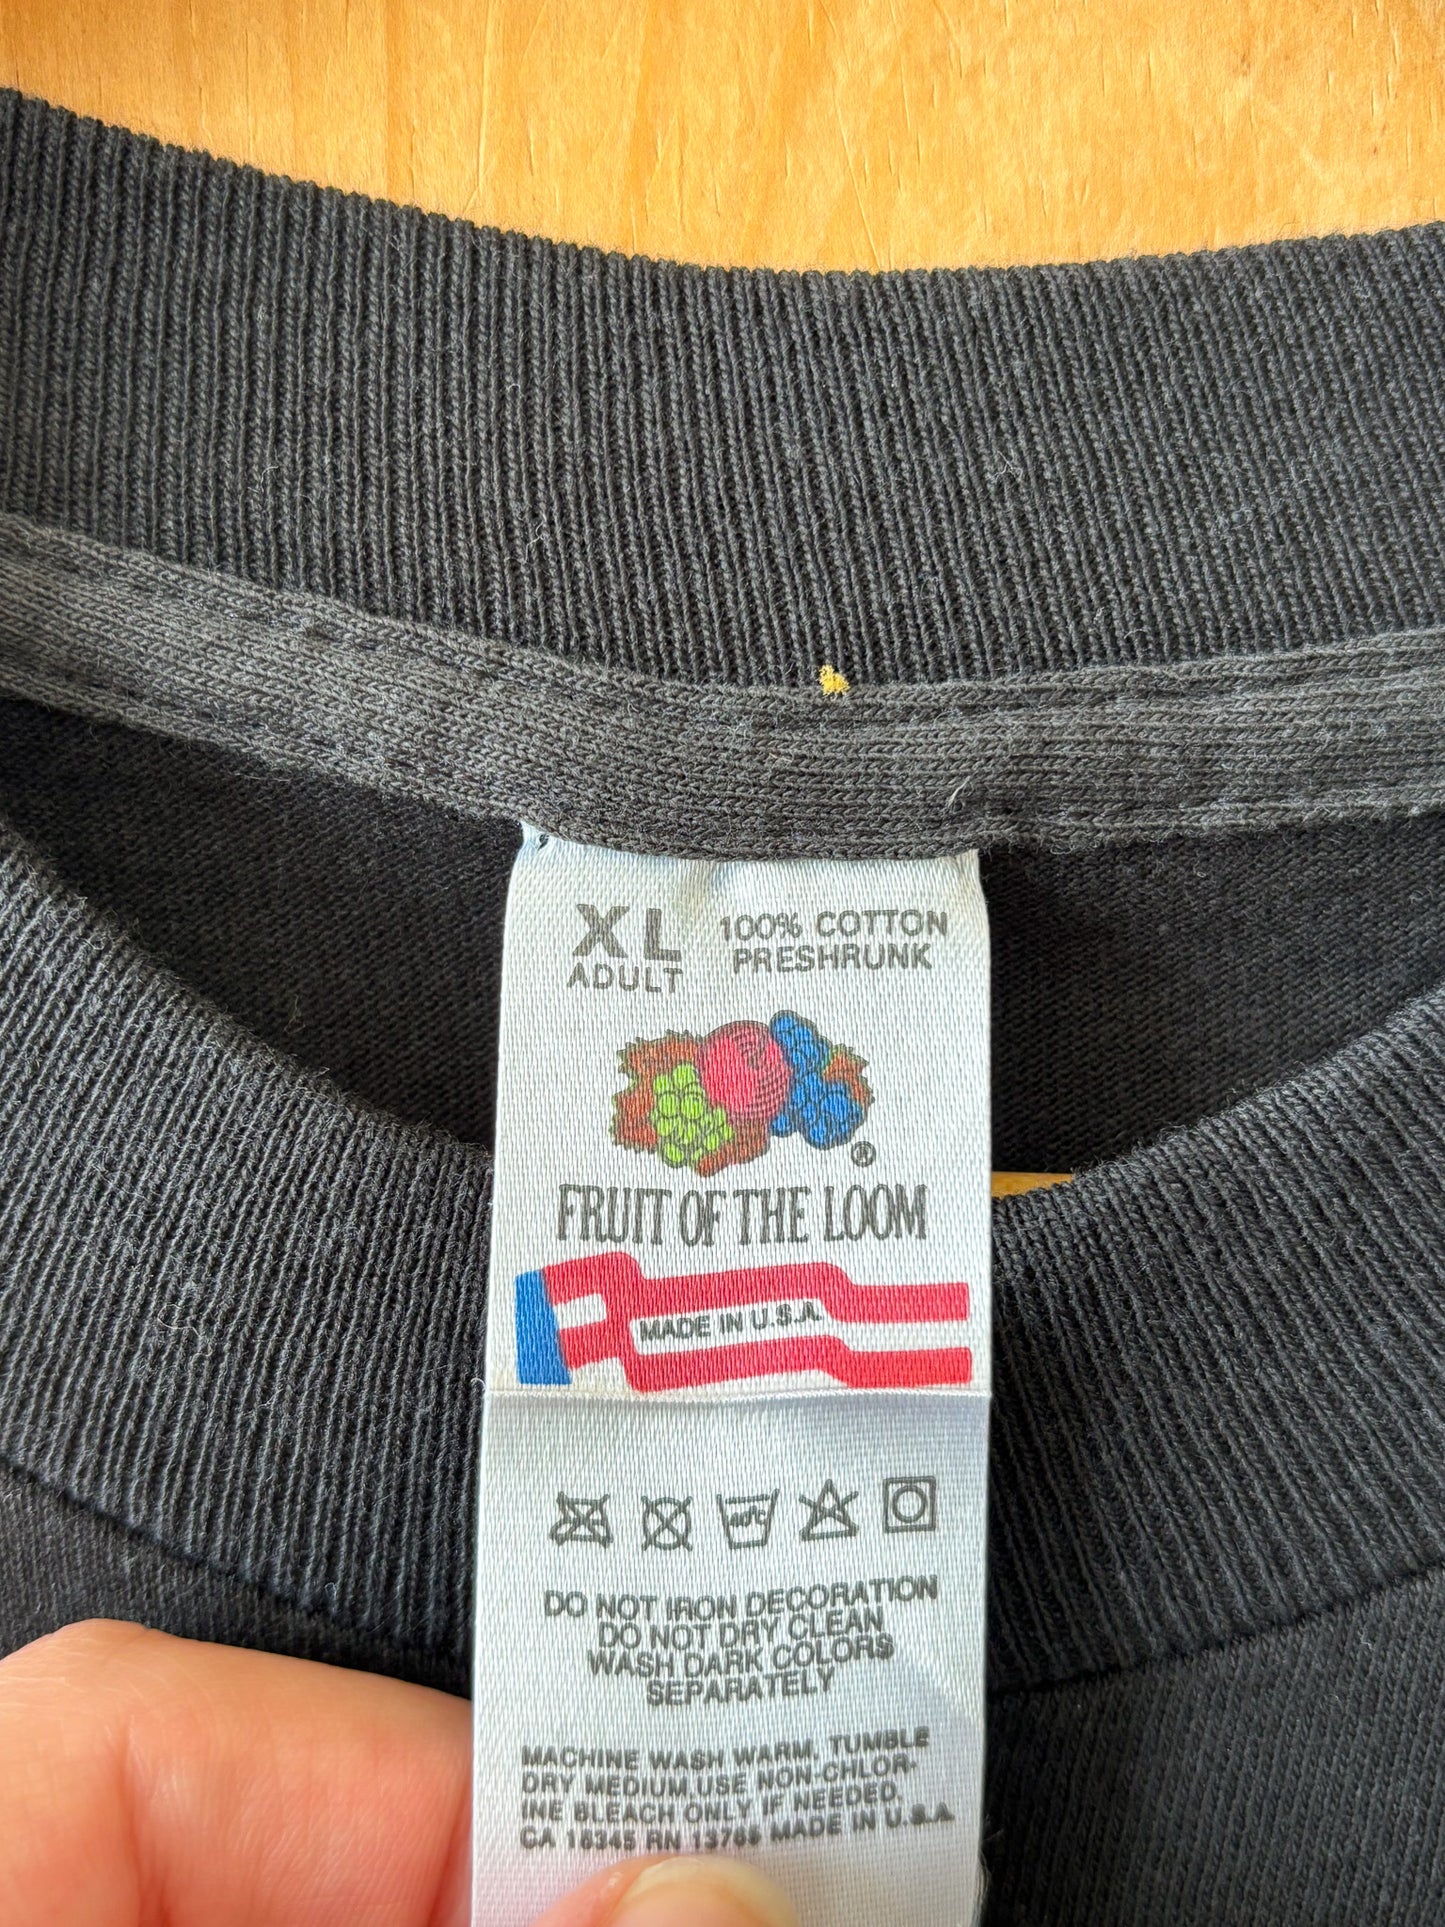 XL
ADULT
100% COTTON
PRESHRUNK
®
FRUIT OF THE LOOM
MADE IN U.S.A.
40°C
DO NOT IRON DECORATION
DO NOT DRY CLEAN
WASH DARK COLORS
SEPARATELY
MACHINE WASH WARM, TUMBLE
DRY MEDIUM.USE NON-CHLOR-
INE BLEACH ONLY IF NEEDED.
CA 16345 RN 13765 MADE IN U.S.A.